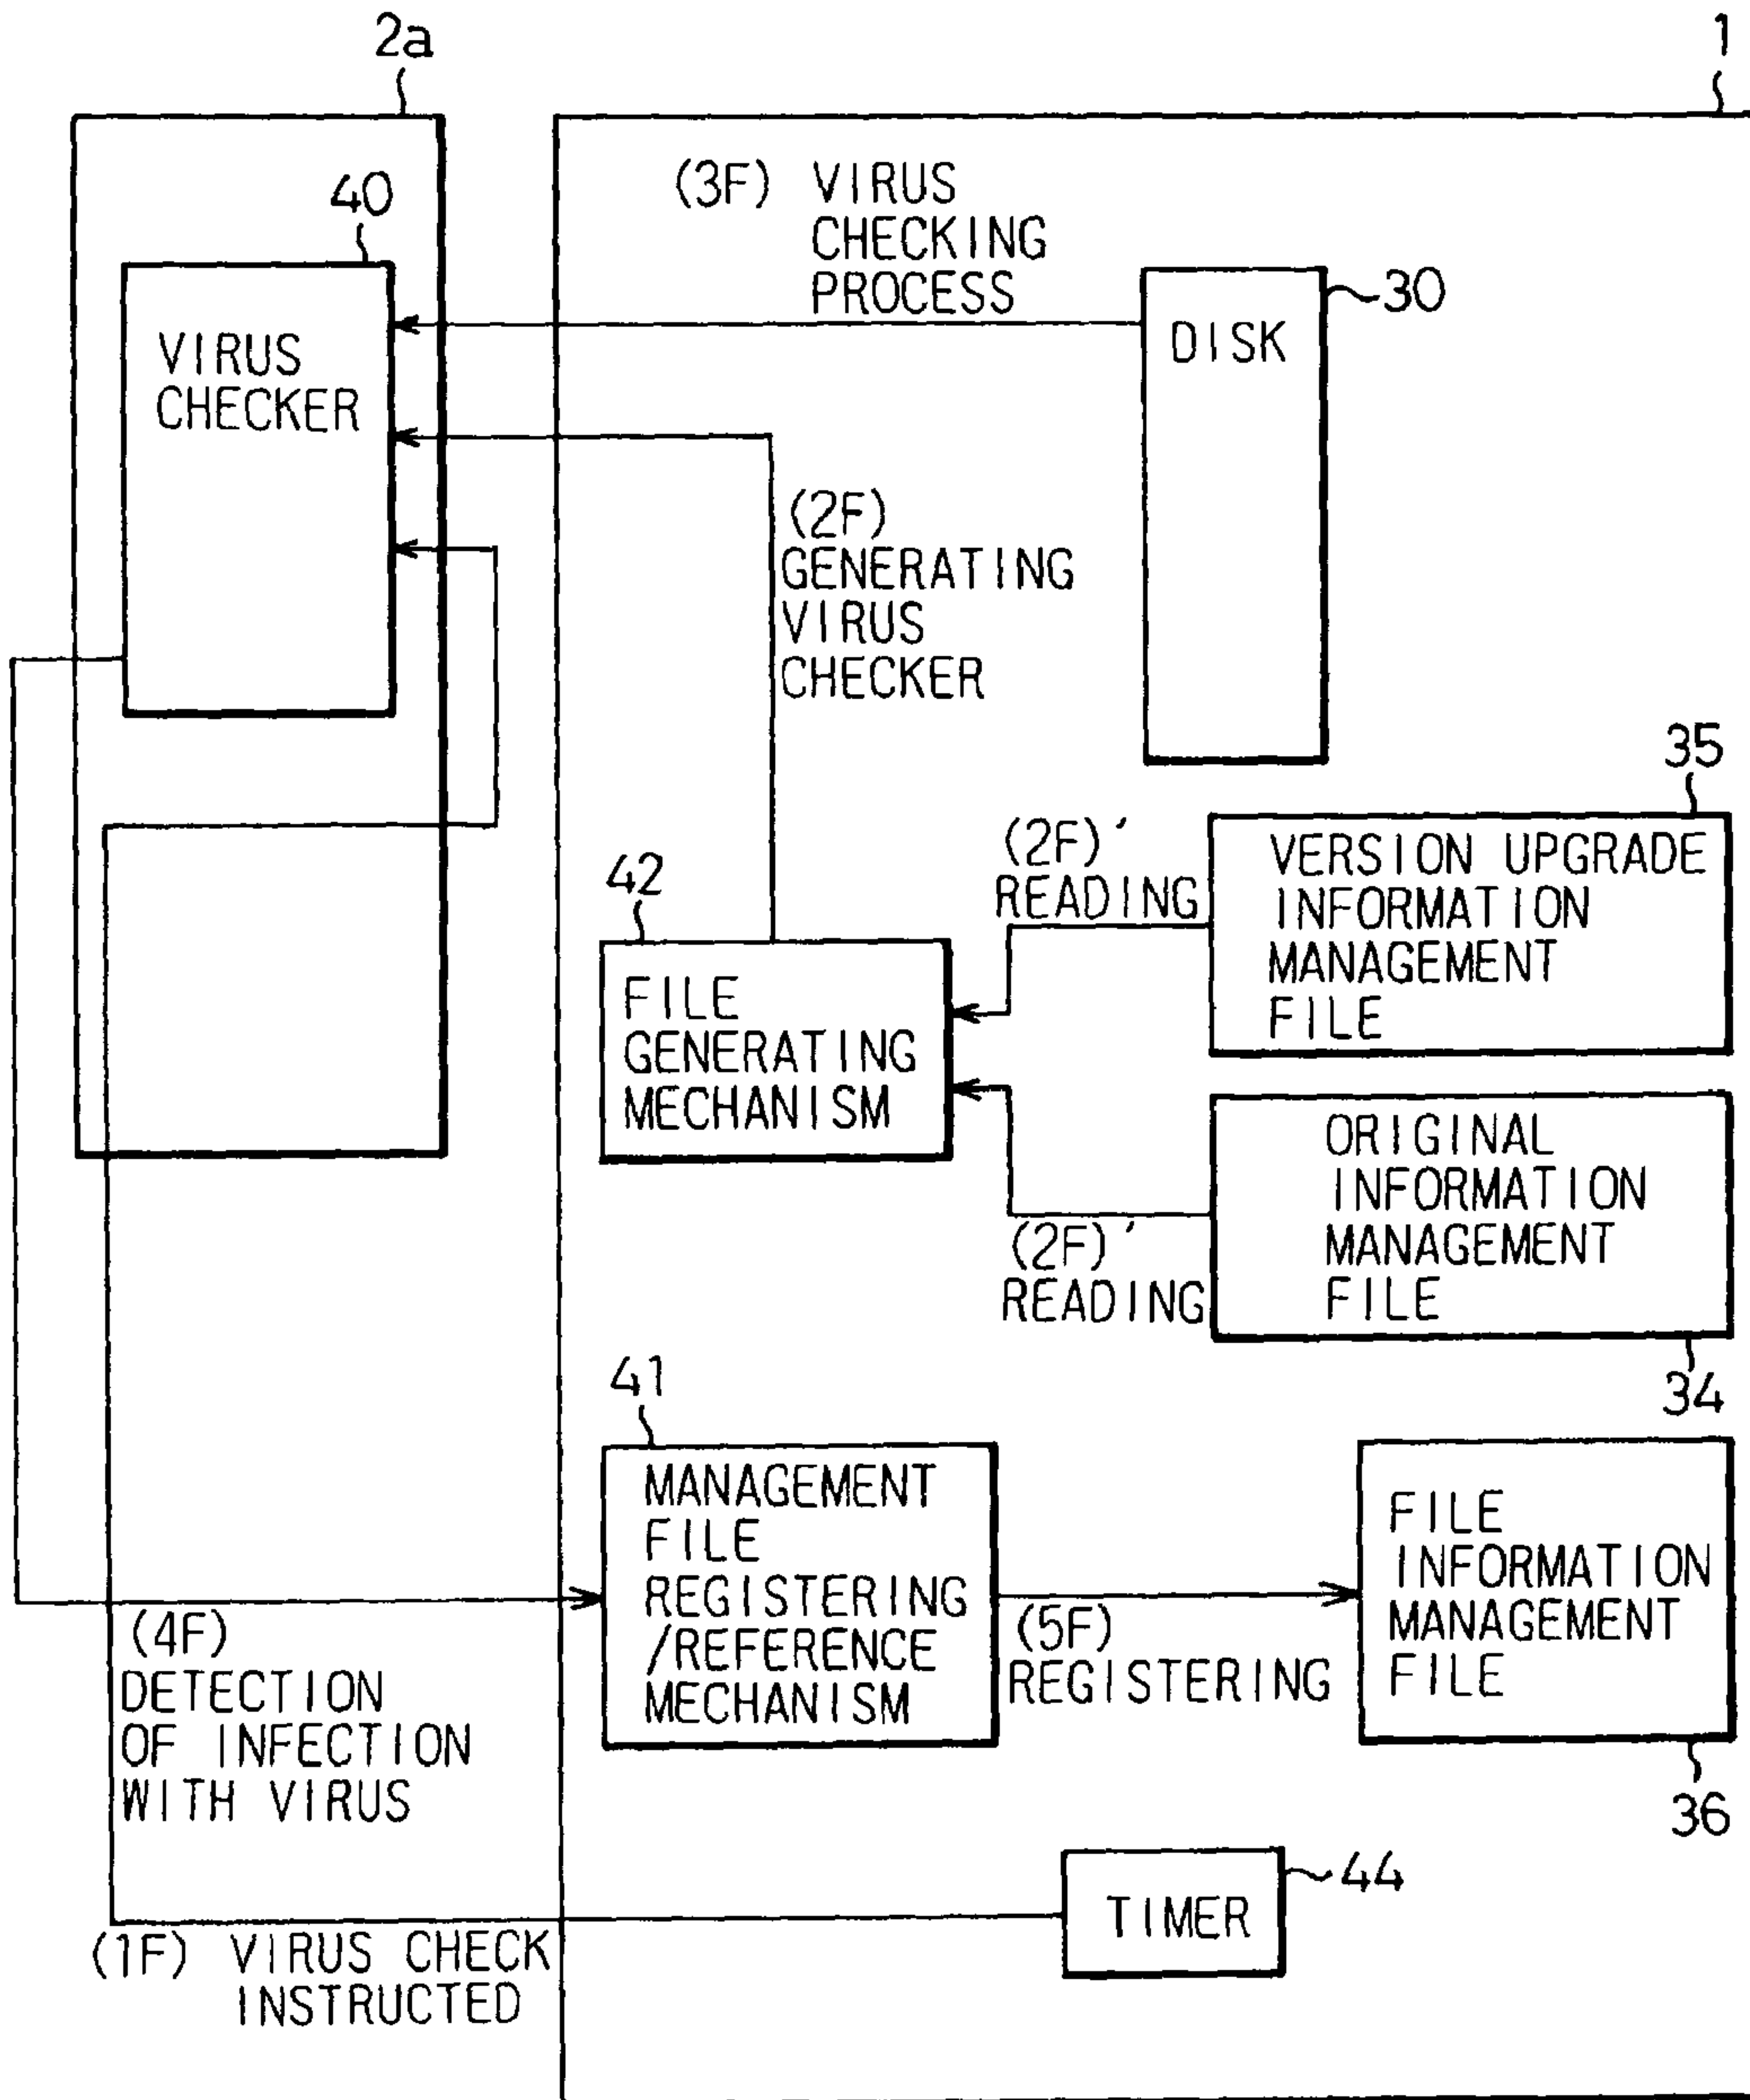 2a
1
40
(3F) VIRUS
CHECKING
PROCESS
30
VIRUS
CHECKER
DISK
(2F)
GENERATING
VIRUS
CHECKER
35
(2F)'
READING
VERSION UPGRADE
INFORMATION
MANAGEMENT
FILE
42
FILE
GENERATING
MECHANISM
ORIGINAL
INFORMATION
MANAGEMENT
FILE
(2F)'
READING
34
41
MANAGEMENT
FILE
REGISTERING
/REFERENCE
MECHANISM
FILE
INFORMATION
MANAGEMENT
FILE
(5F)
REGISTERING
(4F)
DETECTION
OF INFECTION
WITH VIRUS
36
44
TIMER
(1F) VIRUS CHECK
INSTRUCTED